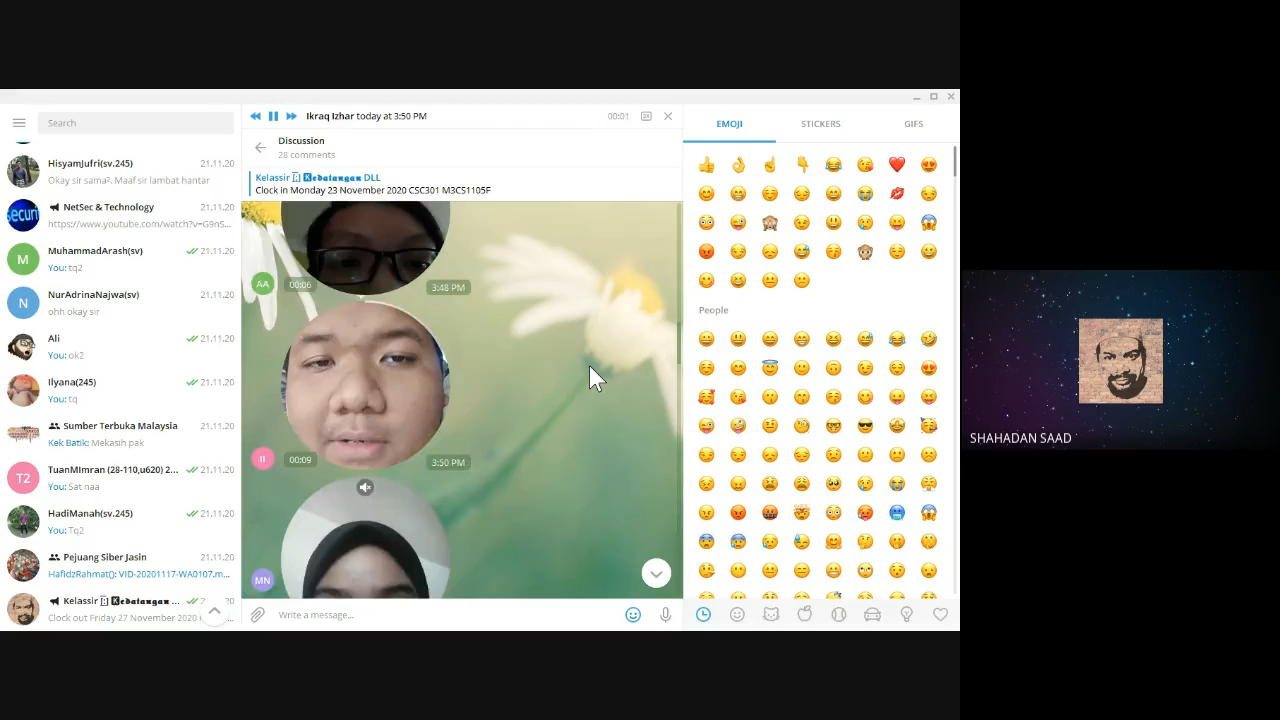 Search
HisyamJufri(sv.245) 21.11.20
Okay sir sama². Maaf sir lambat hantar
NetSec & Technology 21.11.20
https://www.youtube.com/watch?v=G9nS...
MuhammadArash(sv) 21.11.20
M
You: tq2
NurAdrinaNajwa(sv) 21.11.20
N
ohh okay sir
Ali 21.11.20
You: ok2
Ilyana(245) 21.11.20
You: tq
Sumber Terbuka Malaysia 21.11.20
Kek Batik: Mekasih pak
TuanMImran (28-110,u620) 2... 21.11.20
T2
You: Sat naa
HadiManah(sv.245) 21.11.20
You: Tq2
Pejuang Siber Jasin 21.11.20
HafidzRahmat(): VID-20201117-WA0107.m...
Kelassir 🄺𝖊𝖉𝖆𝖙𝖆𝖓𝖌𝖆𝖓 ...
Clock out Friday 27 November 2020
Ikraq Izhar today at 3:50 PM
00:01
2X
Discussion
28 comments
Kelassir 🄺𝖊𝖉𝖆𝖙𝖆𝖓𝖌𝖆𝖓 DLL
Clock in Monday 23 November 2020 CSC301 M3CS1105F
AA
00:06
3:48 PM
II
00:09
3:50 PM
MN
Write a message...
EMOJI
STICKERS
GIFS
People
SHAHADAN SAAD